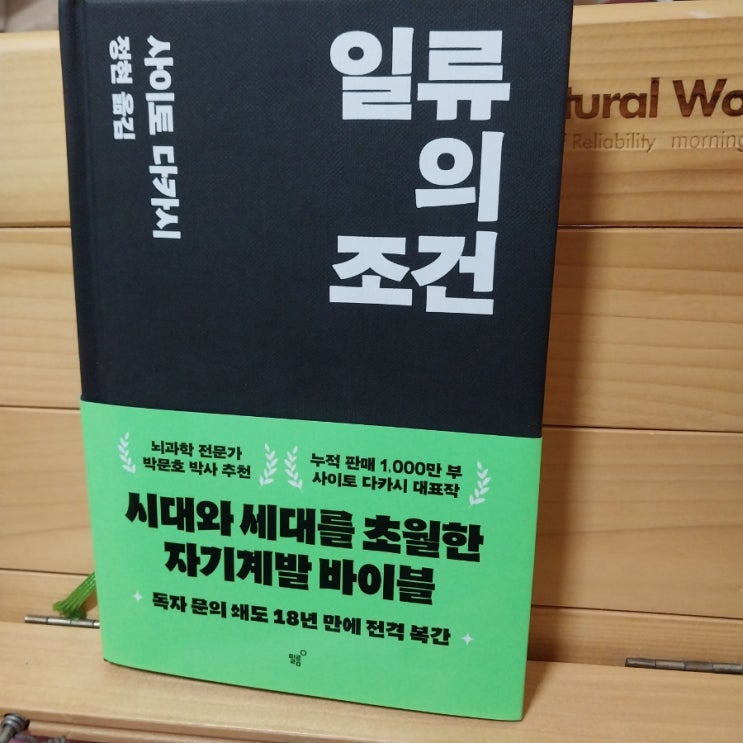 일류
의
조건
사이토 다카시
정현 옮김
뇌과학 전문가
박문호 박사 추천
누적 판매 1,000만 부
사이토 다카시 대표작
시대와 세대를 초월한
자기계발 바이블
독자 문의 쇄도 18년 만에 전격 복간
필름
tural Wo
Reliability morning